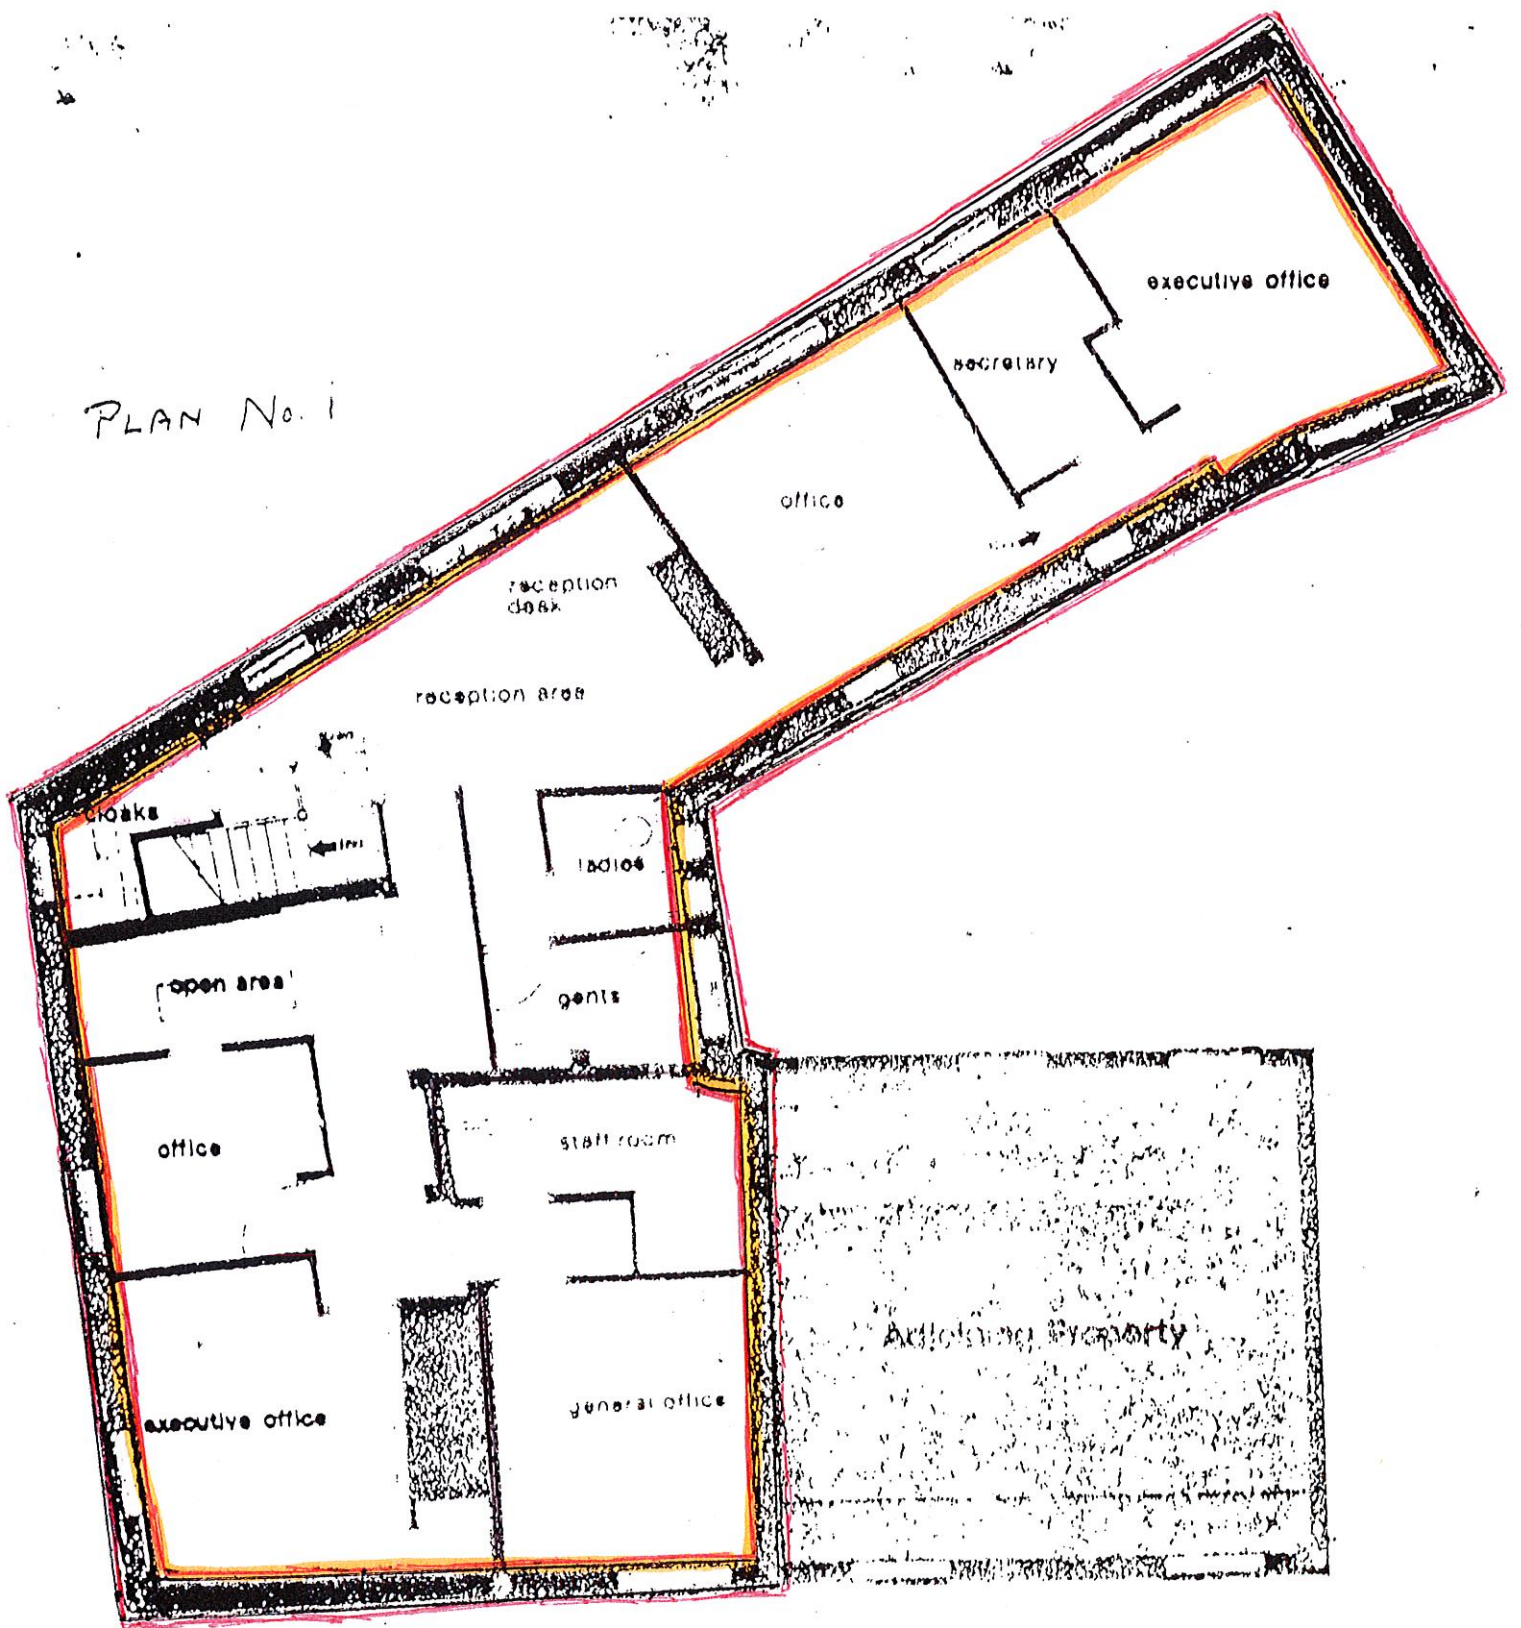 executive office
secretary
PLAN No. 1
office
reception
desk
reception area
cloaks
ladies
open area
gents
office
staff room
Adjoining Property
general office
executive office